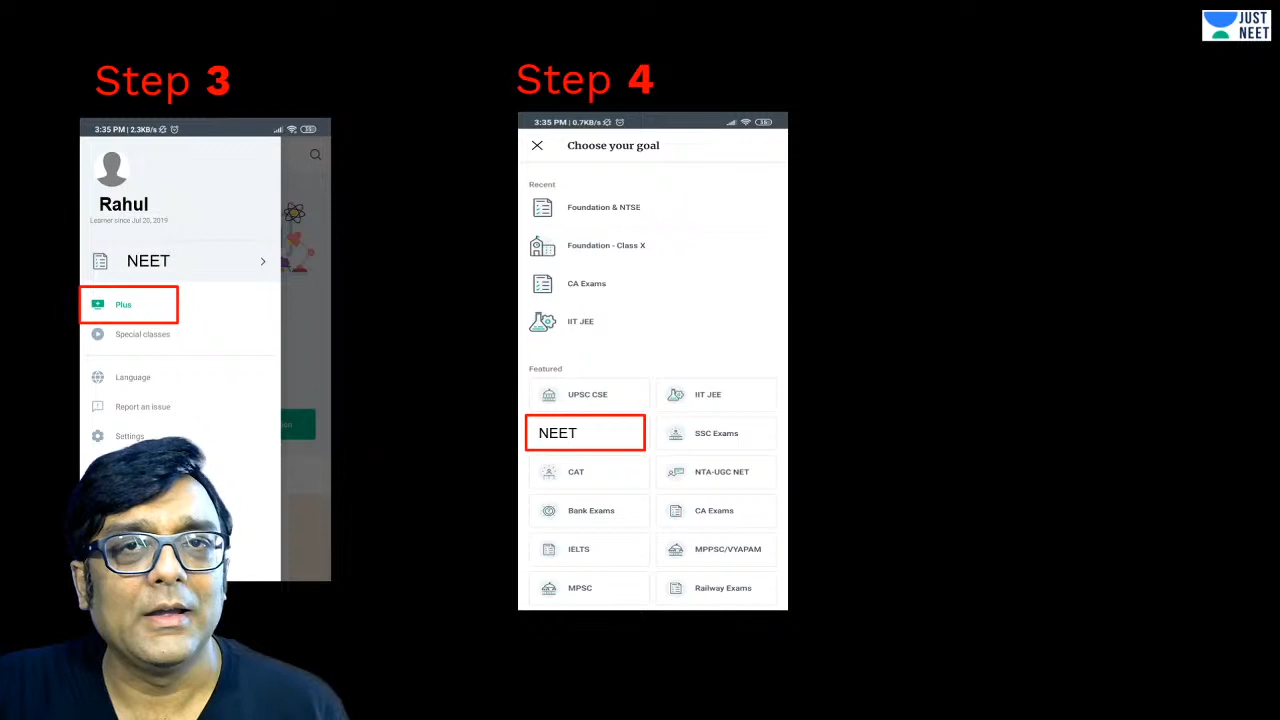 JUST
NEET
Step 3
3:35 PM | 2.3KB/s
Rahul
Learner since Jul 20, 2019
NEET
Plus
Special classes
Language
Report an issue
Settings
Step 4
3:35 PM | 0.7KB/s
Choose your goal
Recent
Foundation & NTSE
Foundation - Class X
CA Exams
IIT JEE
Featured
UPSC CSE
IIT JEE
NEET
SSC Exams
CAT
NTA-UGC NET
Bank Exams
CA Exams
IELTS
MPPSC/VYAPAM
MPSC
Railway Exams